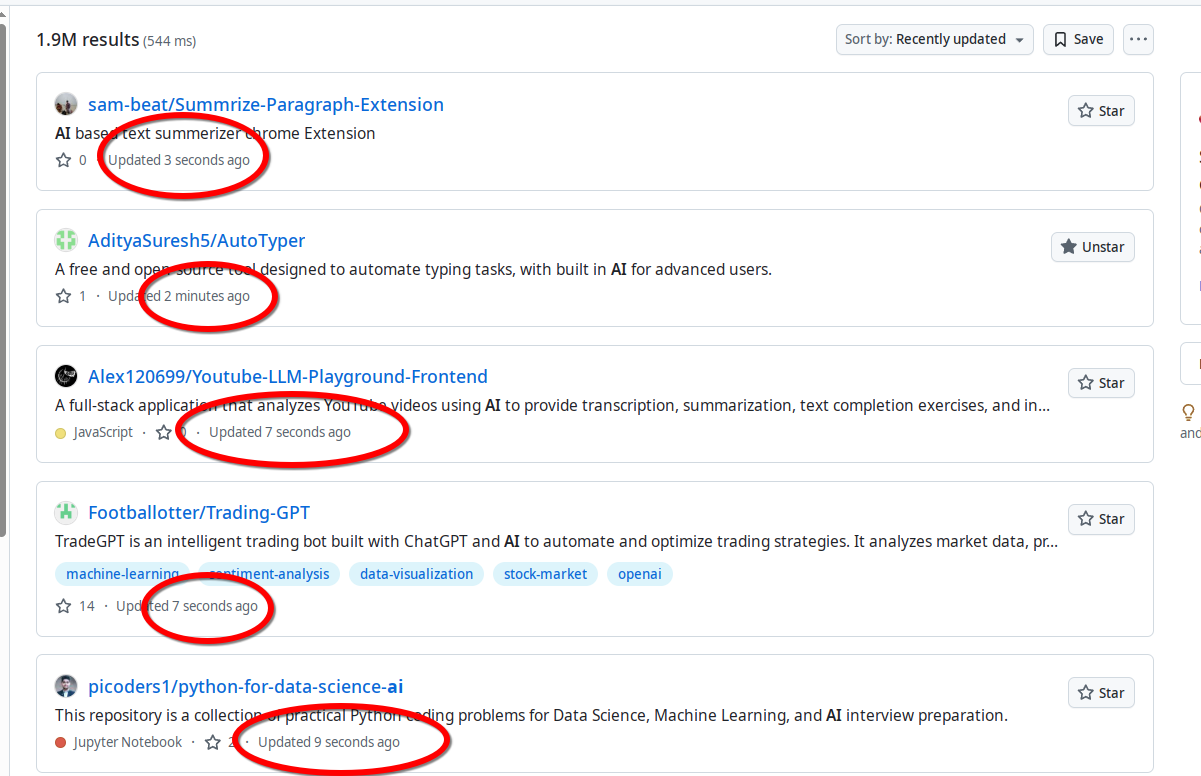 1.9M results (544 ms)
Sort by: Recently updated
Save
sam-beat/Summrize-Paragraph-Extension
Star
AI based text summerizer chrome Extension
0 · Updated 3 seconds ago
AdityaSuresh5/AutoTyper
Unstar
A free and open-source tool designed to automate typing tasks, with built in AI for advanced users.
1 · Updated 2 minutes ago
Alex120699/Youtube-LLM-Playground-Frontend
Star
A full-stack application that analyzes YouTube videos using AI to provide transcription, summarization, text completion exercises, and in...
JavaScript · 0 · Updated 7 seconds ago
Footballotter/Trading-GPT
Star
TradeGPT is an intelligent trading bot built with ChatGPT and AI to automate and optimize trading strategies. It analyzes market data, pr...
machine-learning sentiment-analysis data-visualization stock-market openai
14 · Updated 7 seconds ago
picoders1/python-for-data-science-ai
Star
This repository is a collection of practical Python coding problems for Data Science, Machine Learning, and AI interview preparation.
Jupyter Notebook · 2 · Updated 9 seconds ago
and